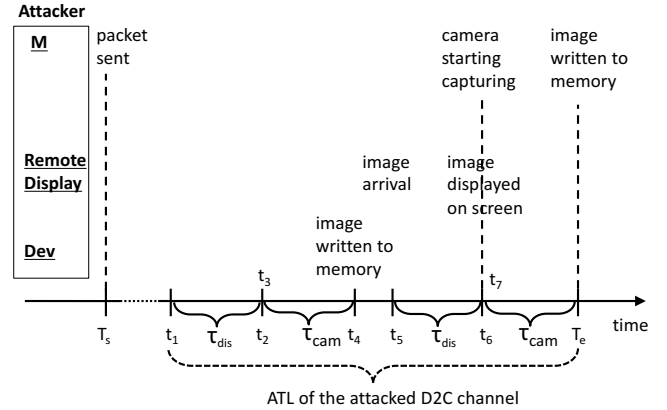 Attacker
M
packet
sent
camera
starting
capturing
image
written to
memory
Remote
Display
image
arrival
image
displayed
on screen
Dev
image
written to
memory
t3
t7
Ts
t1
τdis
t2
τcam
t4
t5
τdis
t6
τcam
Te
time
ATL of the attacked D2C channel